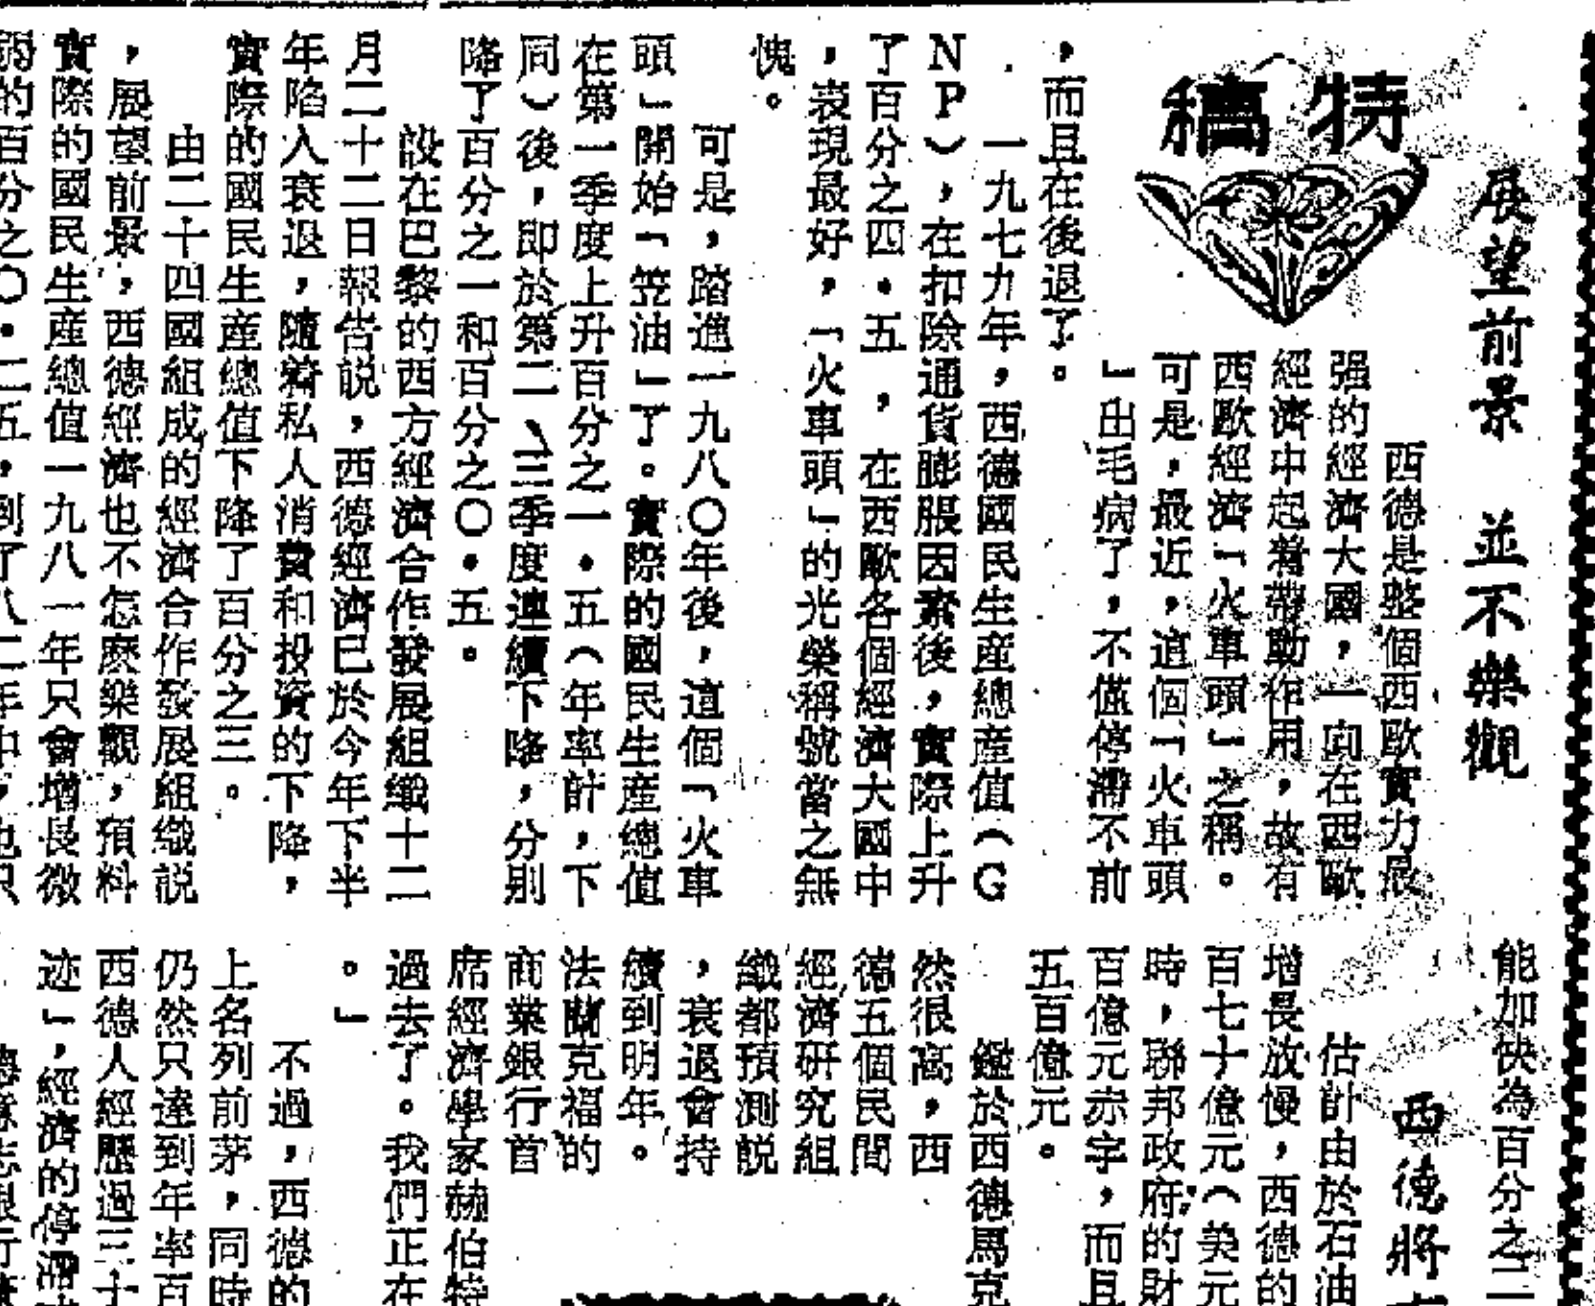 特稿
展望前景　並不樂觀
西德是整個西歐實力最
强的經濟大國，一向在西歐
經濟中起着帶動作用，故有
西歐經濟「火車頭」之稱。
可是，最近，這個「火車頭
」出毛病了，不僅停滯不前
，而且在後退了。
一九七九年，西德國民生産總産值（G
NP），在扣除通貨膨脹因素後，實際上升
了百分之四．五，在西歐各個經濟大國中
，表現最好，「火車頭」的光榮稱號當之無
愧。
可是，踏進一九八〇年後，這個「火車
頭」開始「笠油」了。實際的國民生産總值
在第一季度上升百分之一．五（年率計，下
同）後，即於第二、三季度連續下降，分別
降了百分之一和百分之〇．五。
設在巴黎的西方經濟合作發展組織十二
月二十二日報告説，西德經濟已於今年下半
年陷入衰退，隨着私人消費和投資的下降，
實際的國民生産總值下降了百分之三。
由二十四國組成的經濟合作發展組織説
，展望前景，西德經濟也不怎麽樂觀，預料
實際的國民生産總值一九八一年只會增長微
弱的百分之〇．二五，到了八二年中，也只
能加快為百分之二
西德將
估計由於石油
增長放慢，西德的
百七十億元（美元
時，聯邦政府的財
百億元赤字，而且
五百億元。
鑑於西德馬克
然很高，西
德五個民間
經濟研究組
織都預測説
，衰退會持
續到明年。
法蘭克福的
商業銀行首
席經濟學家赫伯特
過去了。我們正在
。」
不過，西德的
上名列前茅，同時
仍然只達到年率百
西德人經歷過三十
迹」，經濟的停滯
德意志銀行